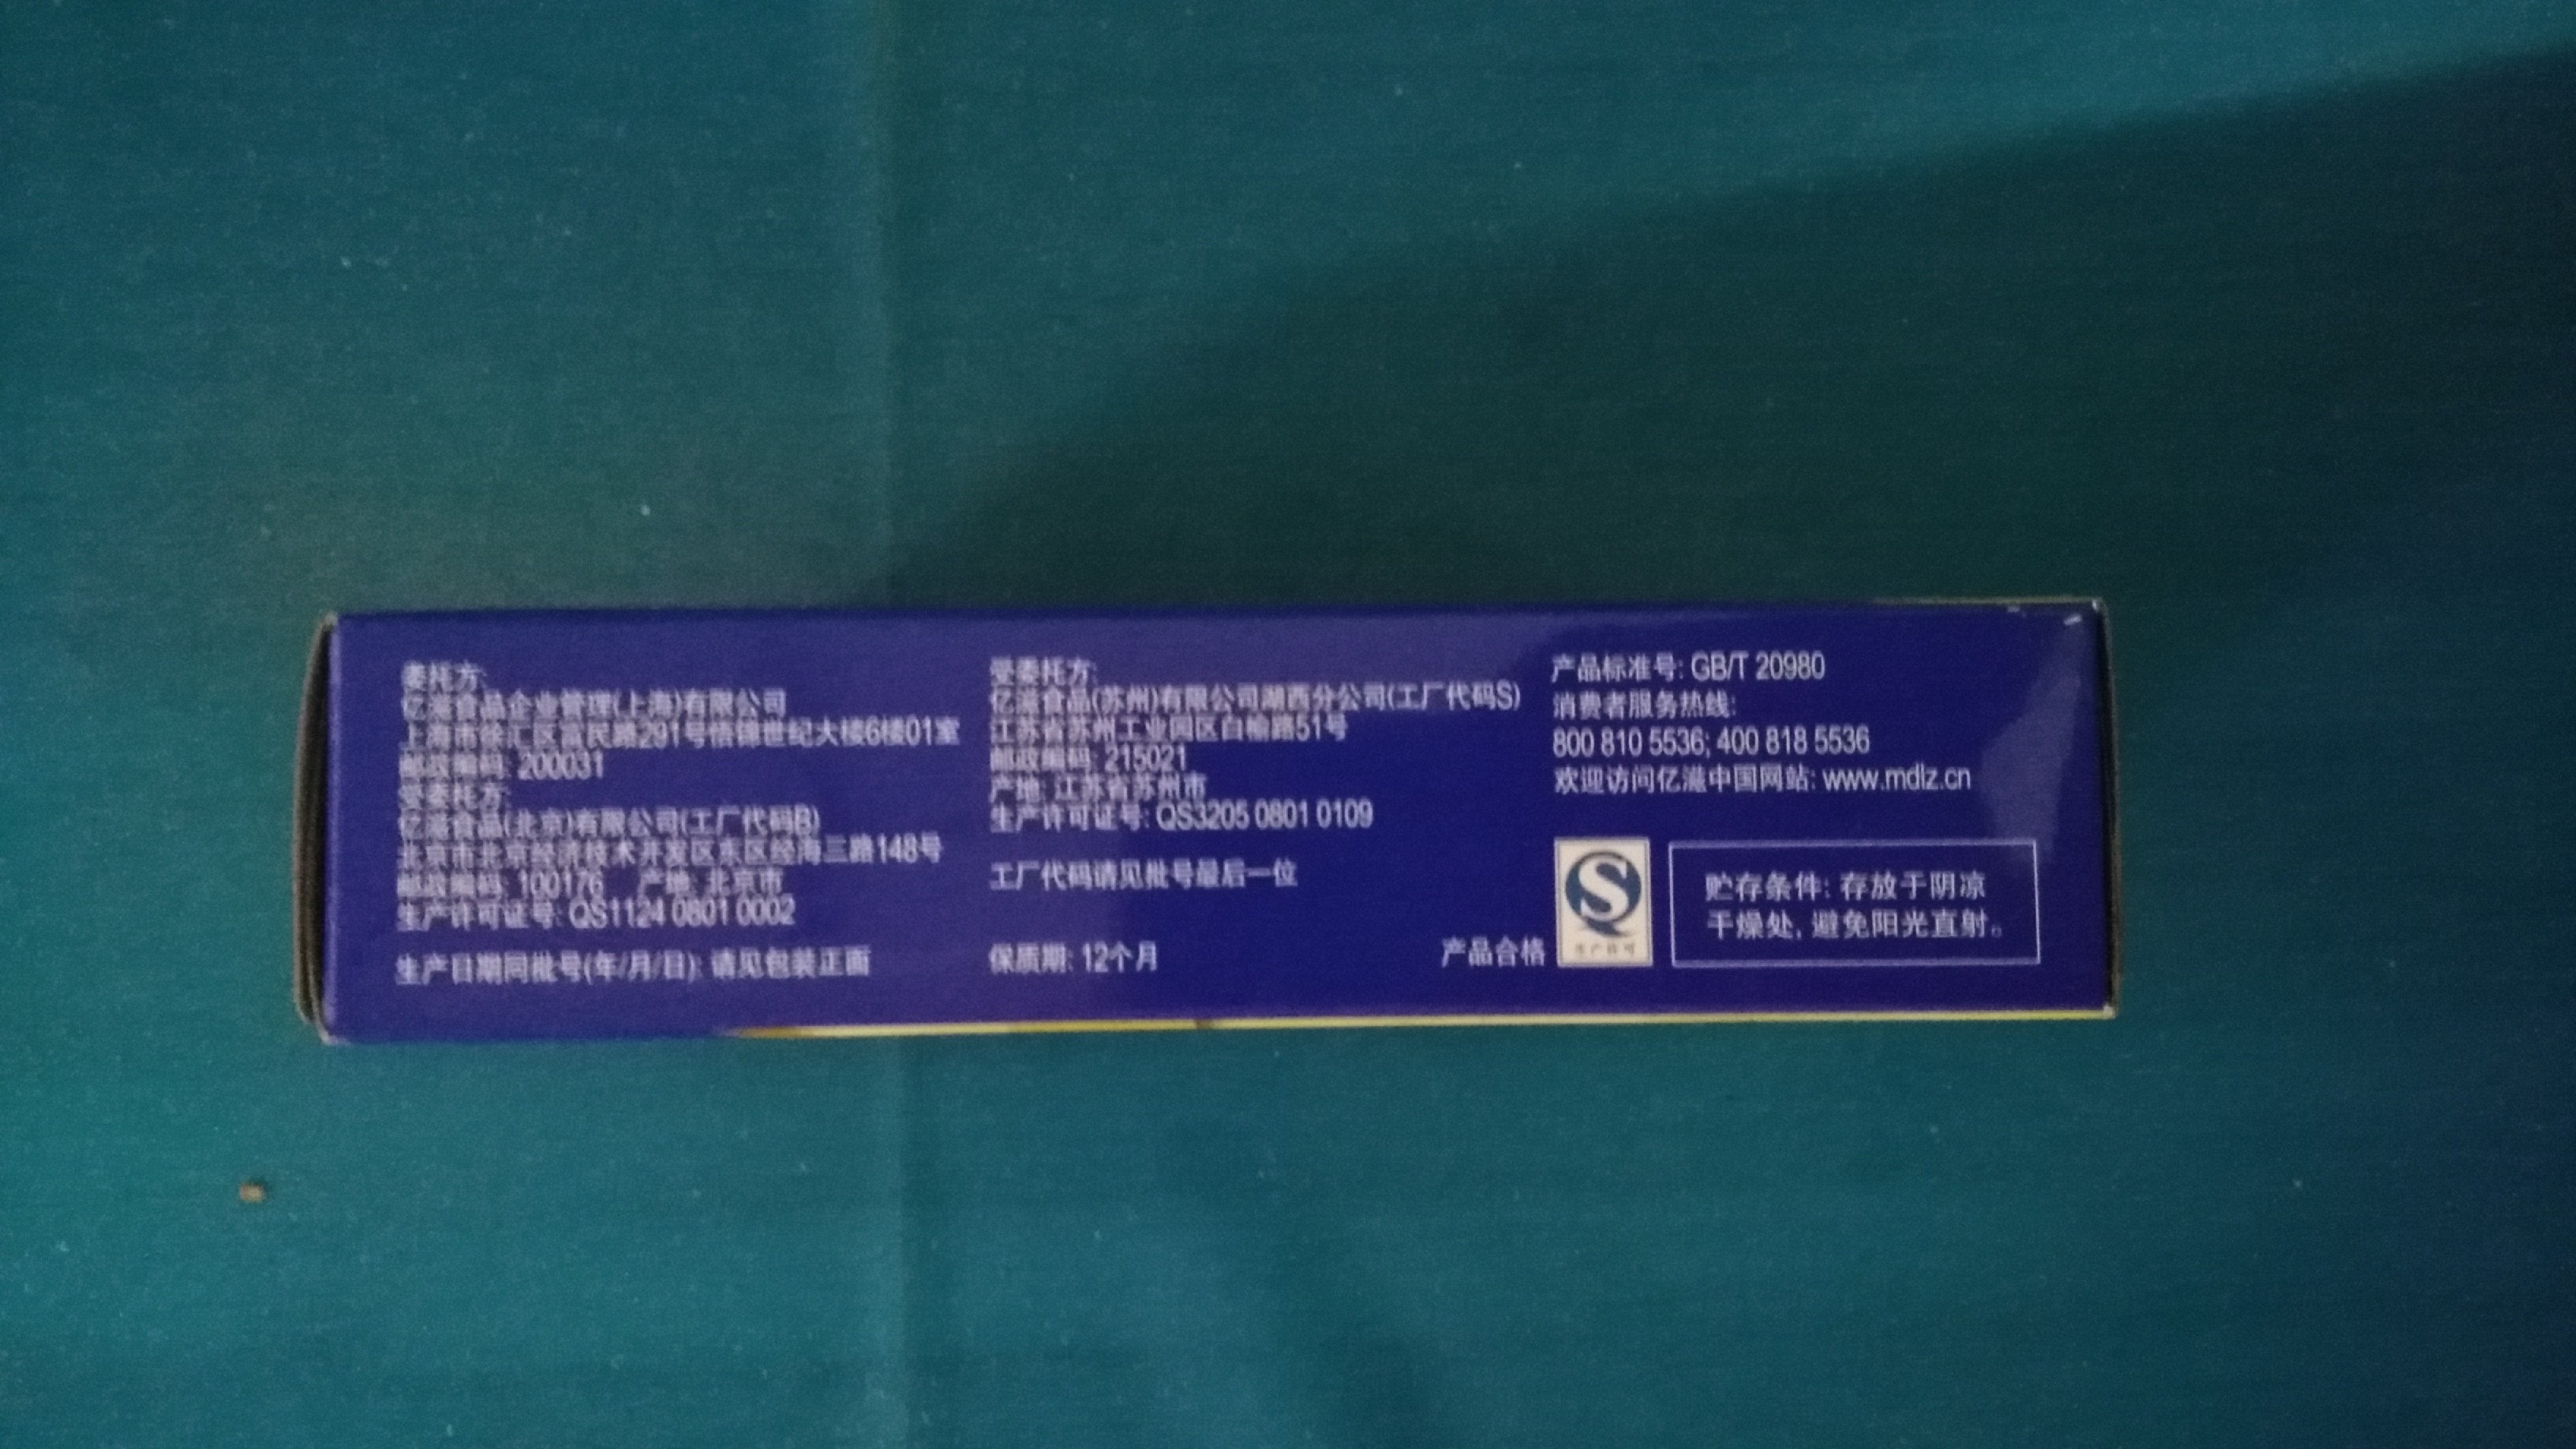 委托方:
亿滋食品企业管理(上海)有限公司
上海市徐汇区富民路291号悟锦世纪大楼6楼01室
邮政编码: 200031
受委托方:
亿滋食品(北京)有限公司(工厂代码B)
北京市北京经济技术开发区东区经海三路148号
邮政编码: 100176 产地: 北京市
生产许可证号: QS1124 0801 0002
生产日期同批号(年/月/日): 请见包装正面
受委托方:
亿滋食品(苏州)有限公司湖西分公司(工厂代码S)
江苏省苏州工业园区白榆路51号
邮政编码: 215021
产地: 江苏省苏州市
生产许可证号: QS3205 0801 0109
工厂代码请见批号最后一位
保质期: 12个月
产品标准号: GB/T 20980
消费者服务热线:
800 810 5536; 400 818 5536
欢迎访问亿滋中国网站: www.mdlz.cn
产品合格
生产许可
贮存条件: 存放于阴凉
干燥处, 避免阳光直射。